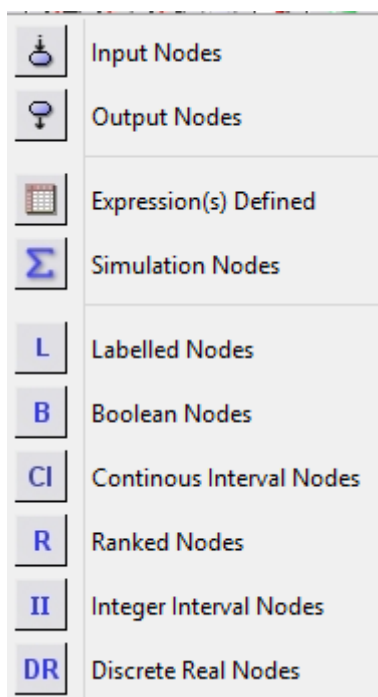 Input Nodes
Output Nodes
Expression(s) Defined
Σ Simulation Nodes
L Labelled Nodes
B Boolean Nodes
CI Continous Interval Nodes
R Ranked Nodes
II Integer Interval Nodes
DR Discrete Real Nodes